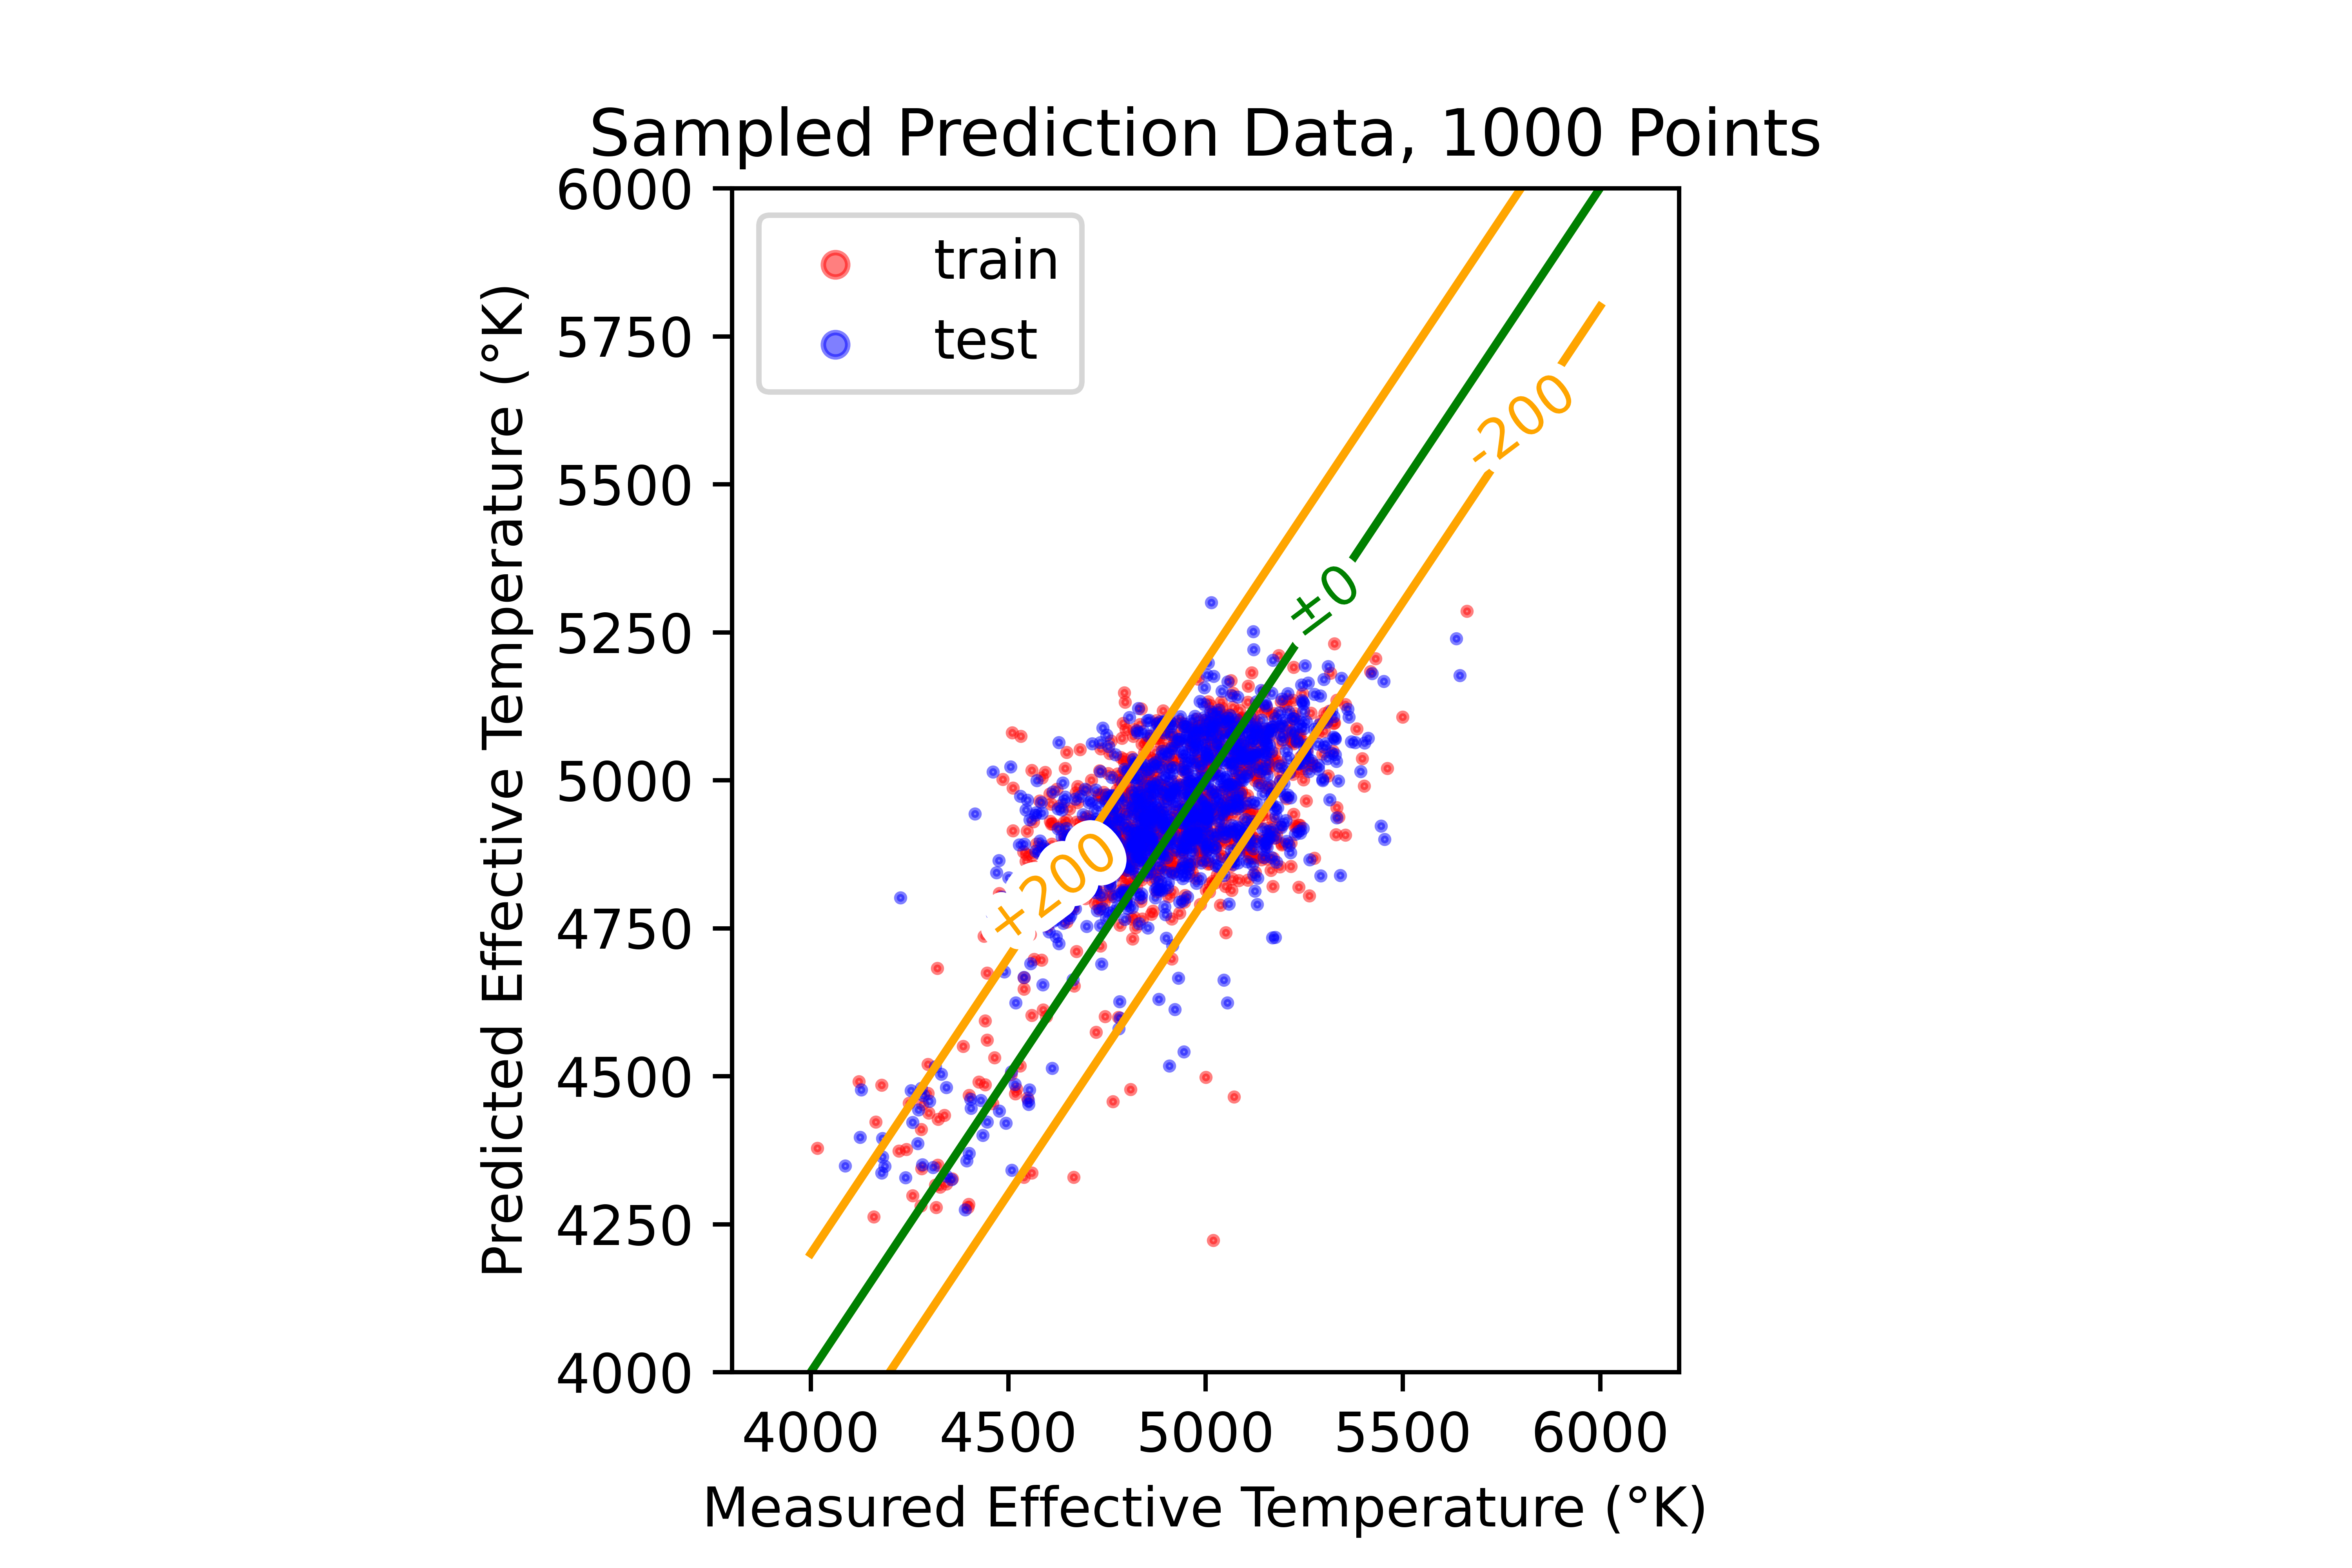 Sampled Prediction Data, 1000 Points
train
test
6000
5750
5500
5250
5000
4750
4500
4250
4000
Predicted Effective Temperature (°K)
-200
±0
+200
4000 4500 5000 5500 6000
Measured Effective Temperature (°K)